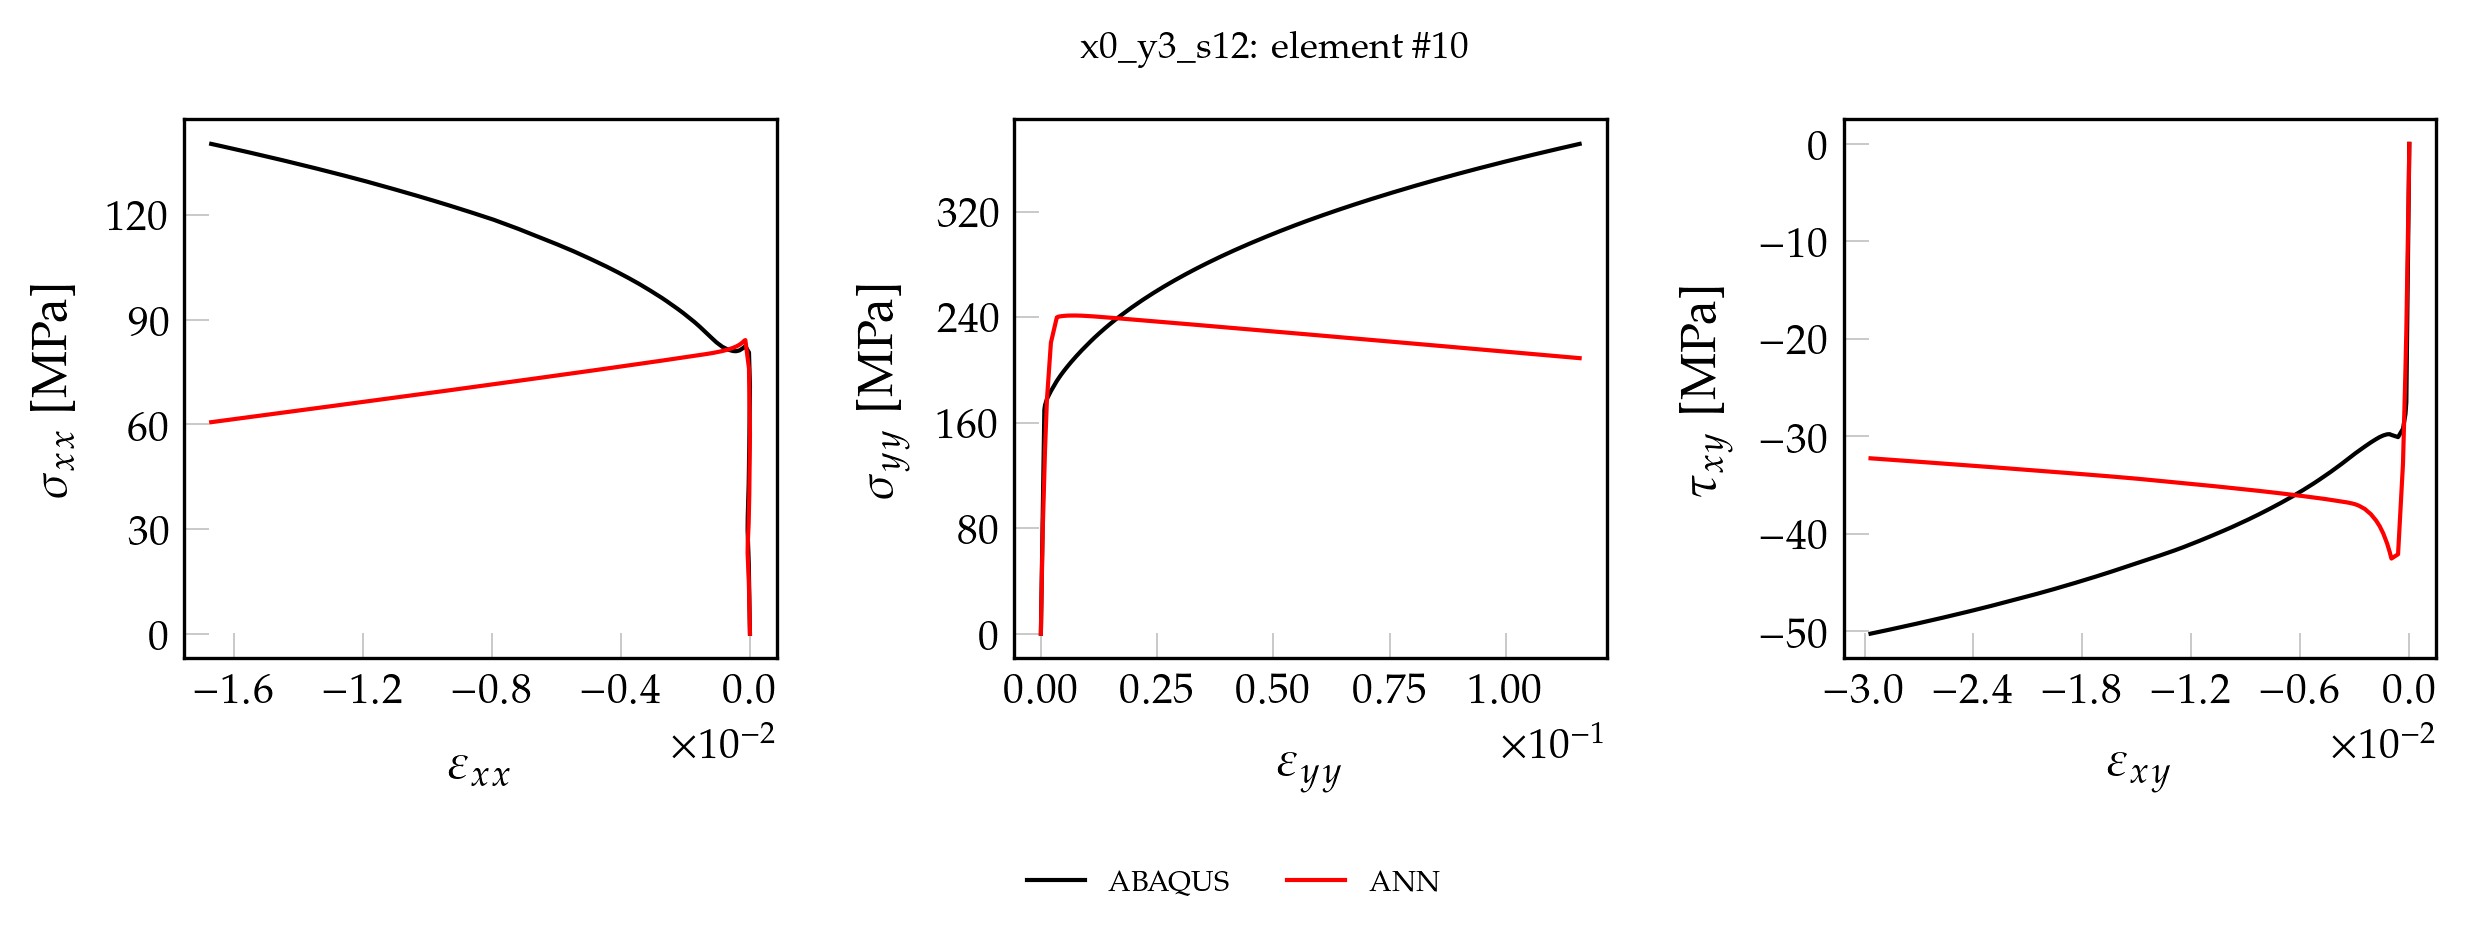 x0_y3_s12: element #10
σxx [MPa]
120
90
60
30
0
−1.6 −1.2 −0.8 −0.4 0.0
×10−2
εxx
σyy [MPa]
320
240
160
80
0
0.00 0.25 0.50 0.75 1.00
×10−1
εyy
τxy [MPa]
0
−10
−20
−30
−40
−50
−3.0 −2.4 −1.8 −1.2 −0.6 0.0
×10−2
εxy
ABAQUS ANN